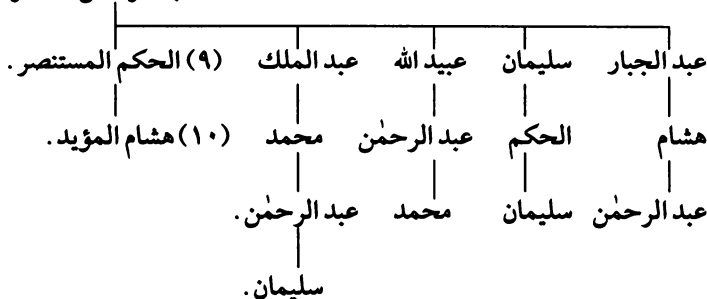 عبد الجبار سليمان عبيد الله عبد الملك (٩) الحكم المستنصر.
هشام الحكم عبد الرحمٰن محمد (١٠) هشام المؤيد.
عبد الرحمٰن سليمان محمد عبد الرحمٰن.
سليمان.